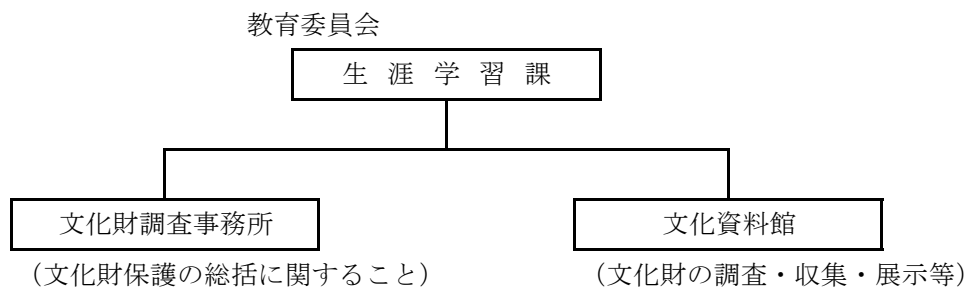 教育委員会
生涯学習課
文化財調査事務所
文化資料館
（文化財保護の総括に関すること）
（文化財の調査・収集・展示等）